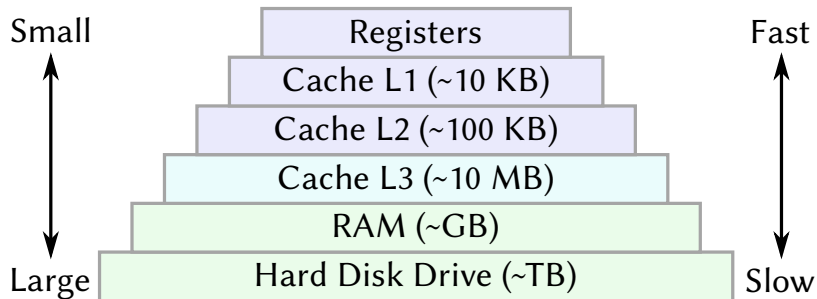 Small
Registers
Fast
Cache L1 (~10 KB)
Cache L2 (~100 KB)
Cache L3 (~10 MB)
RAM (~GB)
Large
Hard Disk Drive (~TB)
Slow